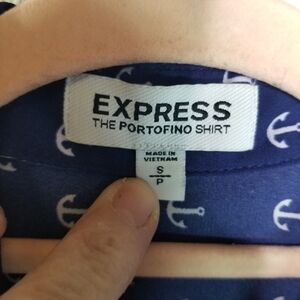 EXPRESS
THE PORTOFINO SHIRT
MADE IN
VIETNAM
S
P